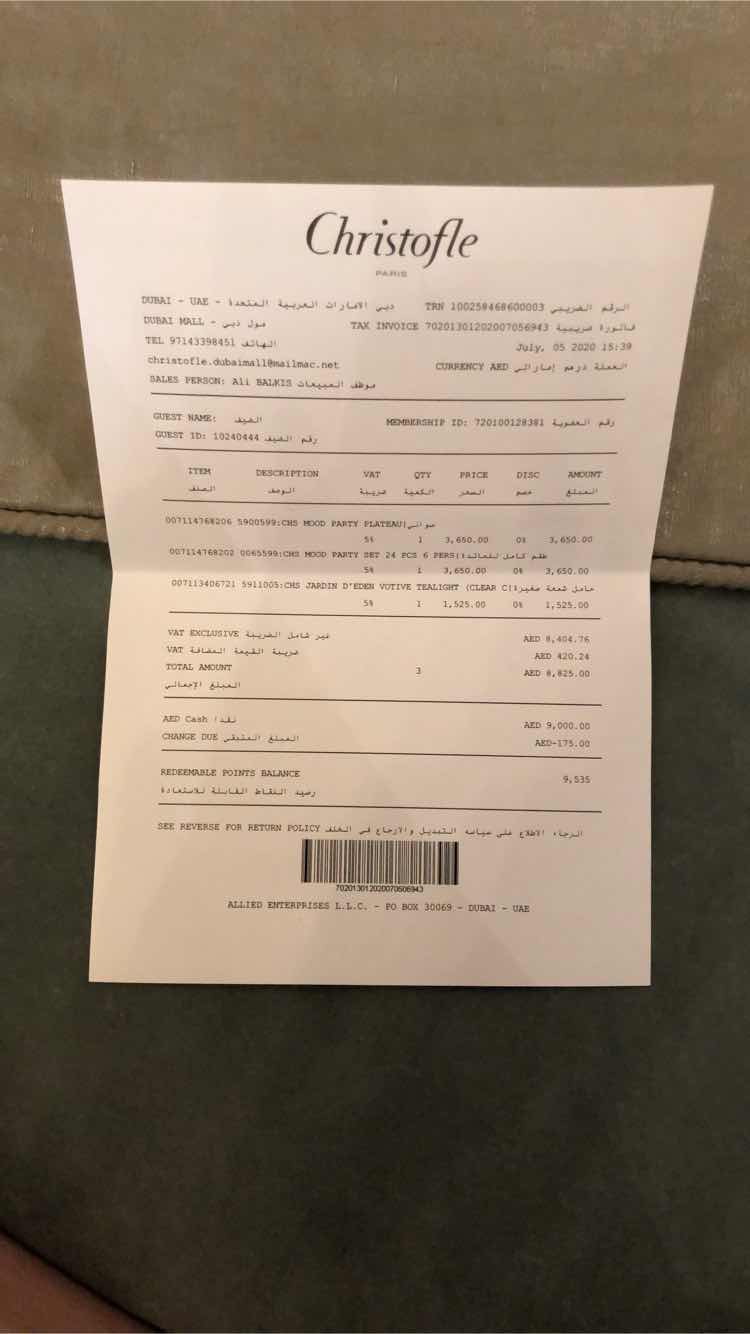 Christofle
PARIS
DUBAI - UAE - دبي الامارات العربية المتحدة TRN 100258468600003 الرقم الضريبي
DUBAI MALL - مول دبي TAX INVOICE 70201301202007056943 فاتورة ضريبية
TEL 97143398451 الهاتف July, 05 2020 15:39
christofle.dubaimall@mailmac.net CURRENCY AED العملة درهم إماراتي
SALES PERSON: Ali BALKIS موظف المبيعات
GUEST NAME: الضيف MEMBERSHIP ID: 720100128381 رقم العضوية
GUEST ID: 10240444 رقم الضيف
ITEM DESCRIPTION VAT QTY PRICE DISC AMOUNT
الصنف الوصف ضريبة الكمية السعر خصم المبلغ
007114768206 5900599:CHS MOOD PARTY PLATEAU|صواني
5% 1 3,650.00 0% 3,650.00
007114768202 0065599:CHS MOOD PARTY SET 24 PCS 6 PERS|طقم كامل للمائدة
5% 1 3,650.00 0% 3,650.00
007113406721 5911005:CHS JARDIN D'EDEN VOTIVE TEALIGHT (CLEAR C|حامل شمعة صغيرة
5% 1 1,525.00 0% 1,525.00
VAT EXCLUSIVE غير شامل الضريبة AED 8,404.76
VAT ضريبة القيمة المضافة AED 420.24
TOTAL AMOUNT 3 AED 8,825.00
المبلغ الإجمالي
AED Cash نقدا AED 9,000.00
CHANGE DUE المبلغ المتبقي AED-175.00
REDEEMABLE POINTS BALANCE 9,535
رصيد النقاط القابلة للاستعادة
SEE REVERSE FOR RETURN POLICY الرجاء الاطلاع على سياسه التبديل والارجاع في الخلف
70201301202007056943
ALLIED ENTERPRISES L.L.C. - PO BOX 30069 - DUBAI - UAE